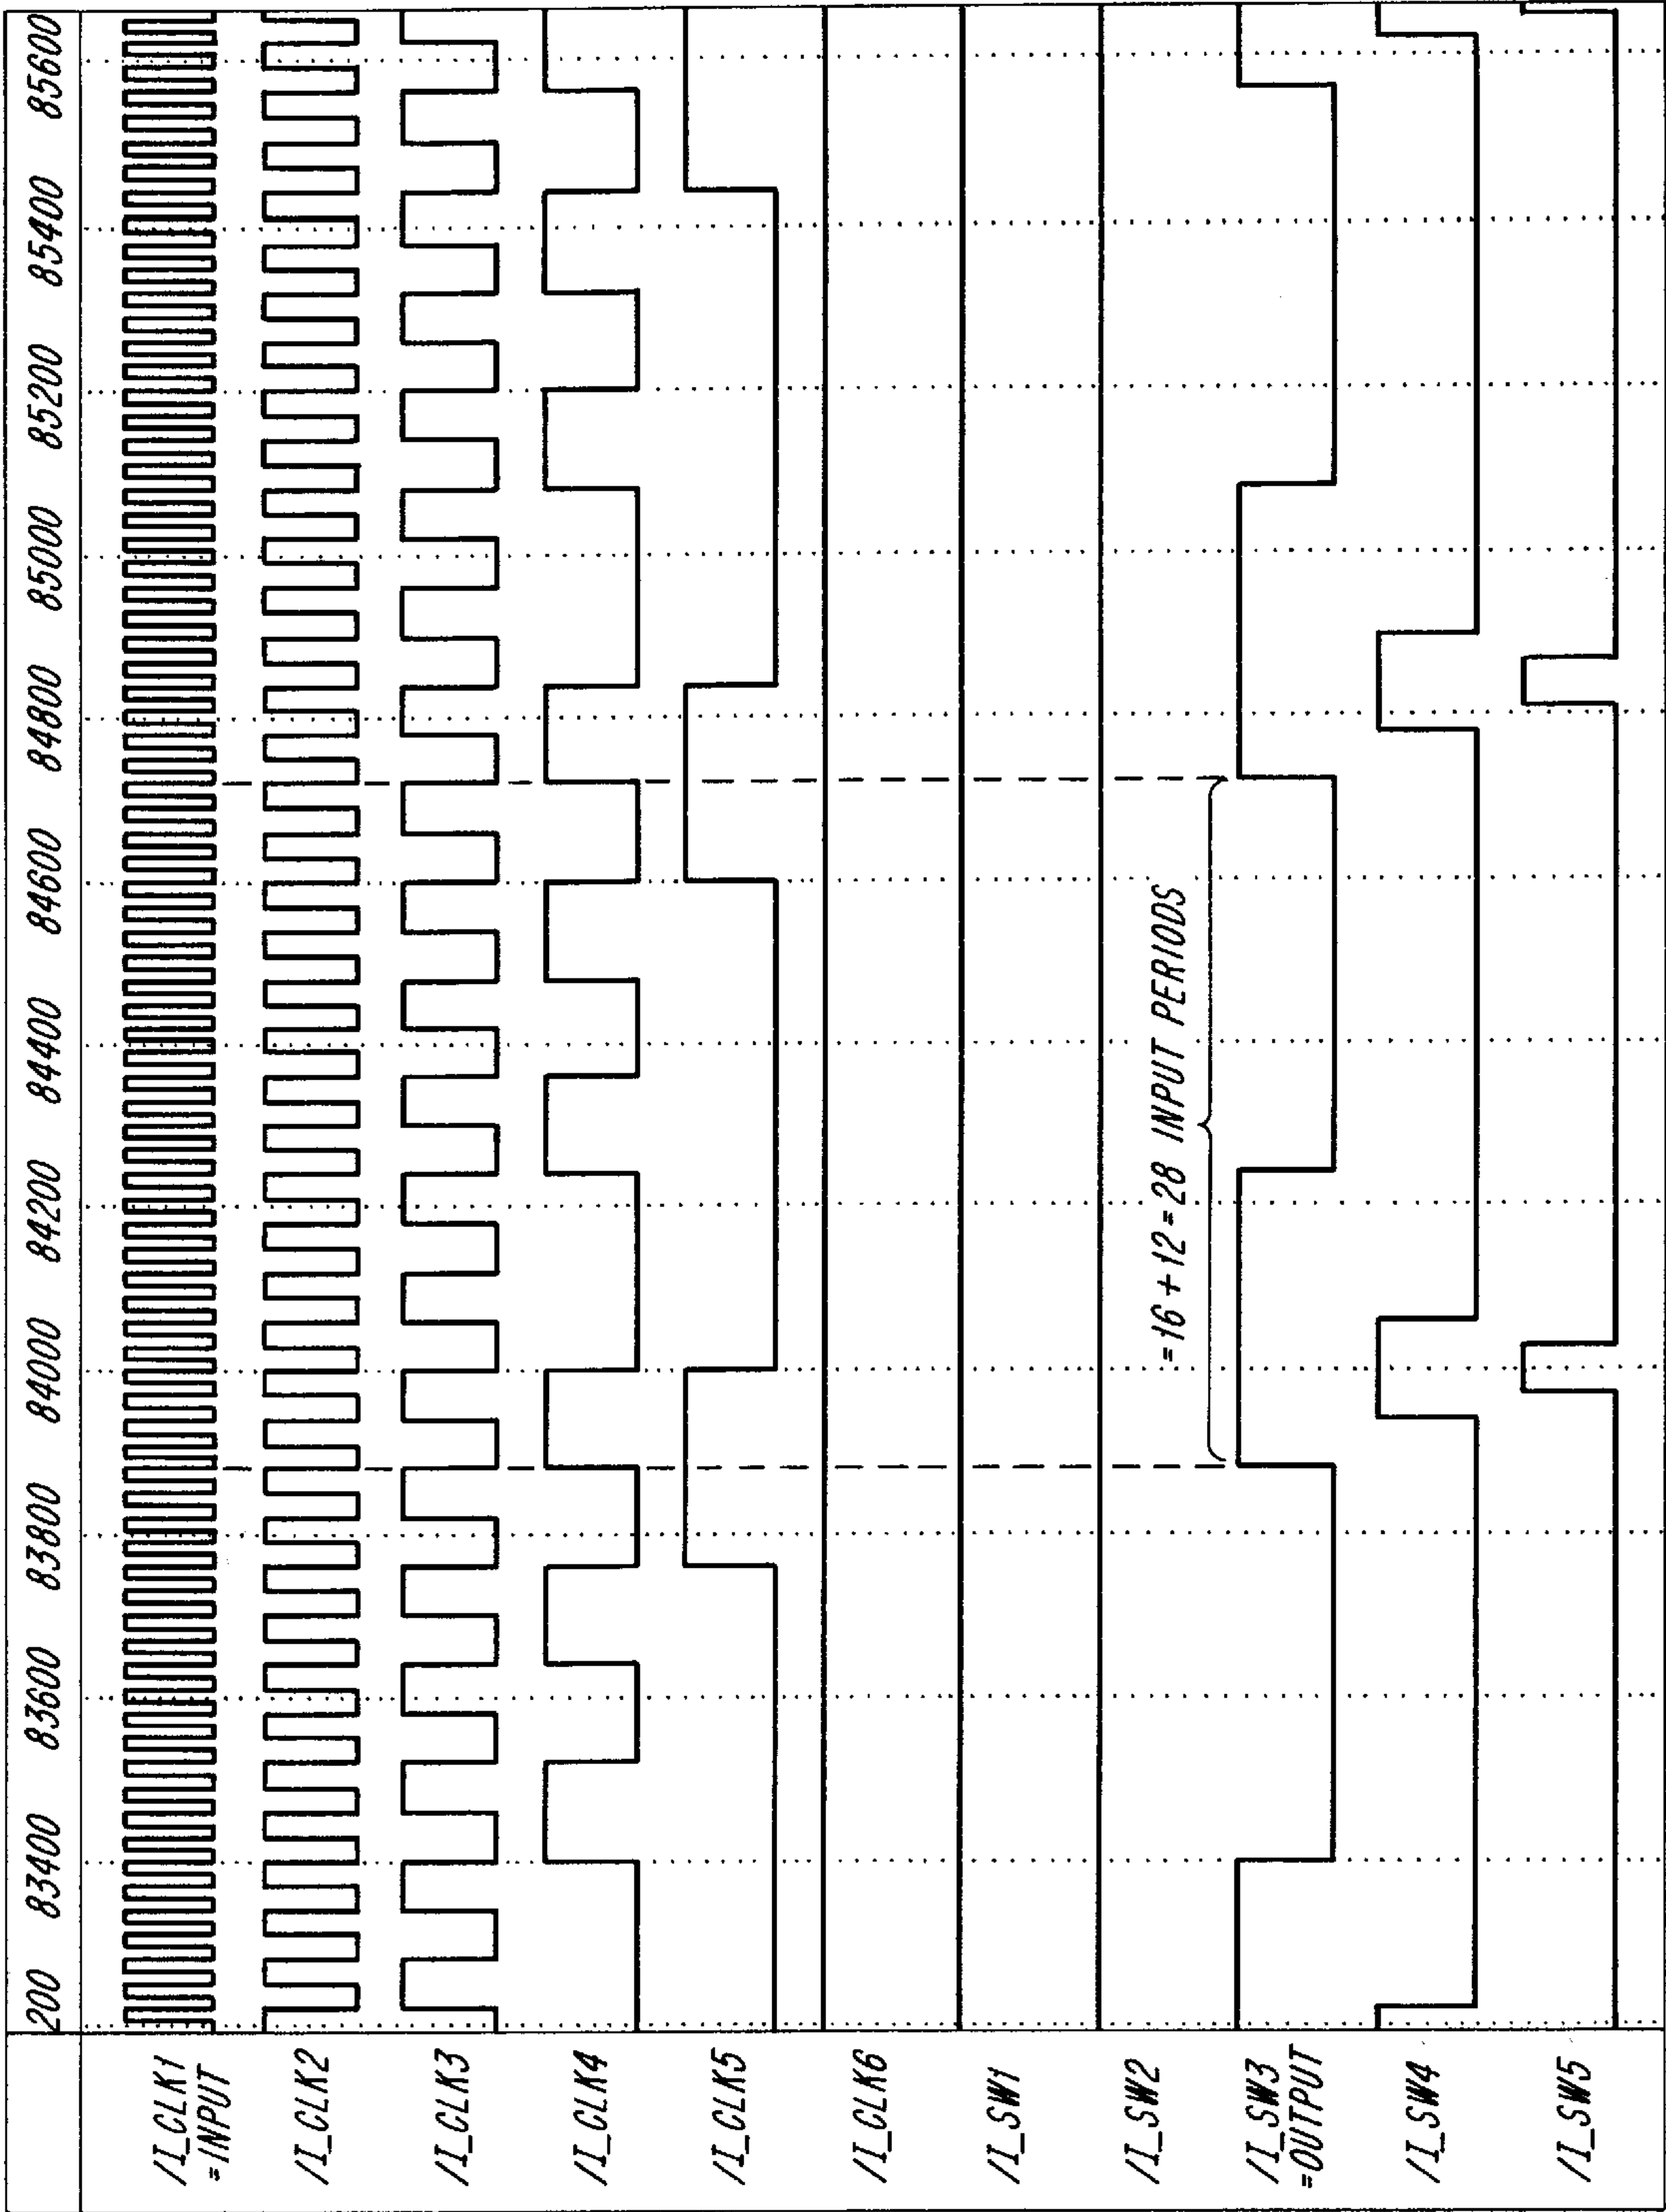 200 83400 83600 83800 84000 84200 84400 84600 84800 85000 85200 85400 85600
/I_CLK1
=INPUT
/I_CLK2
/I_CLK3
/I_CLK4
/I_CLK5
/I_CLK6
/I_SW1
/I_SW2
=16+12=28 INPUT PERIODS
/I_SW3
=OUTPUT
/I_SW4
/I_SW5